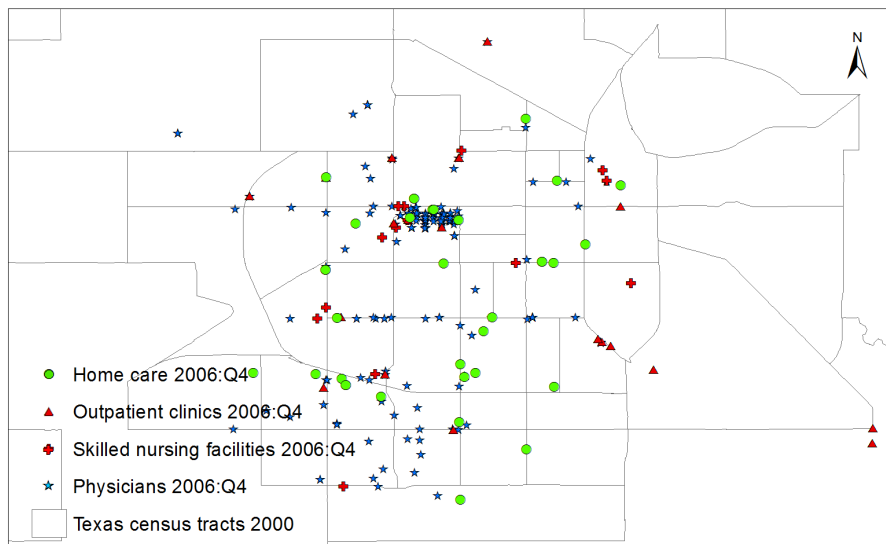 N
Home care 2006:Q4
Outpatient clinics 2006:Q4
Skilled nursing facilities 2006:Q4
Physicians 2006:Q4
Texas census tracts 2000